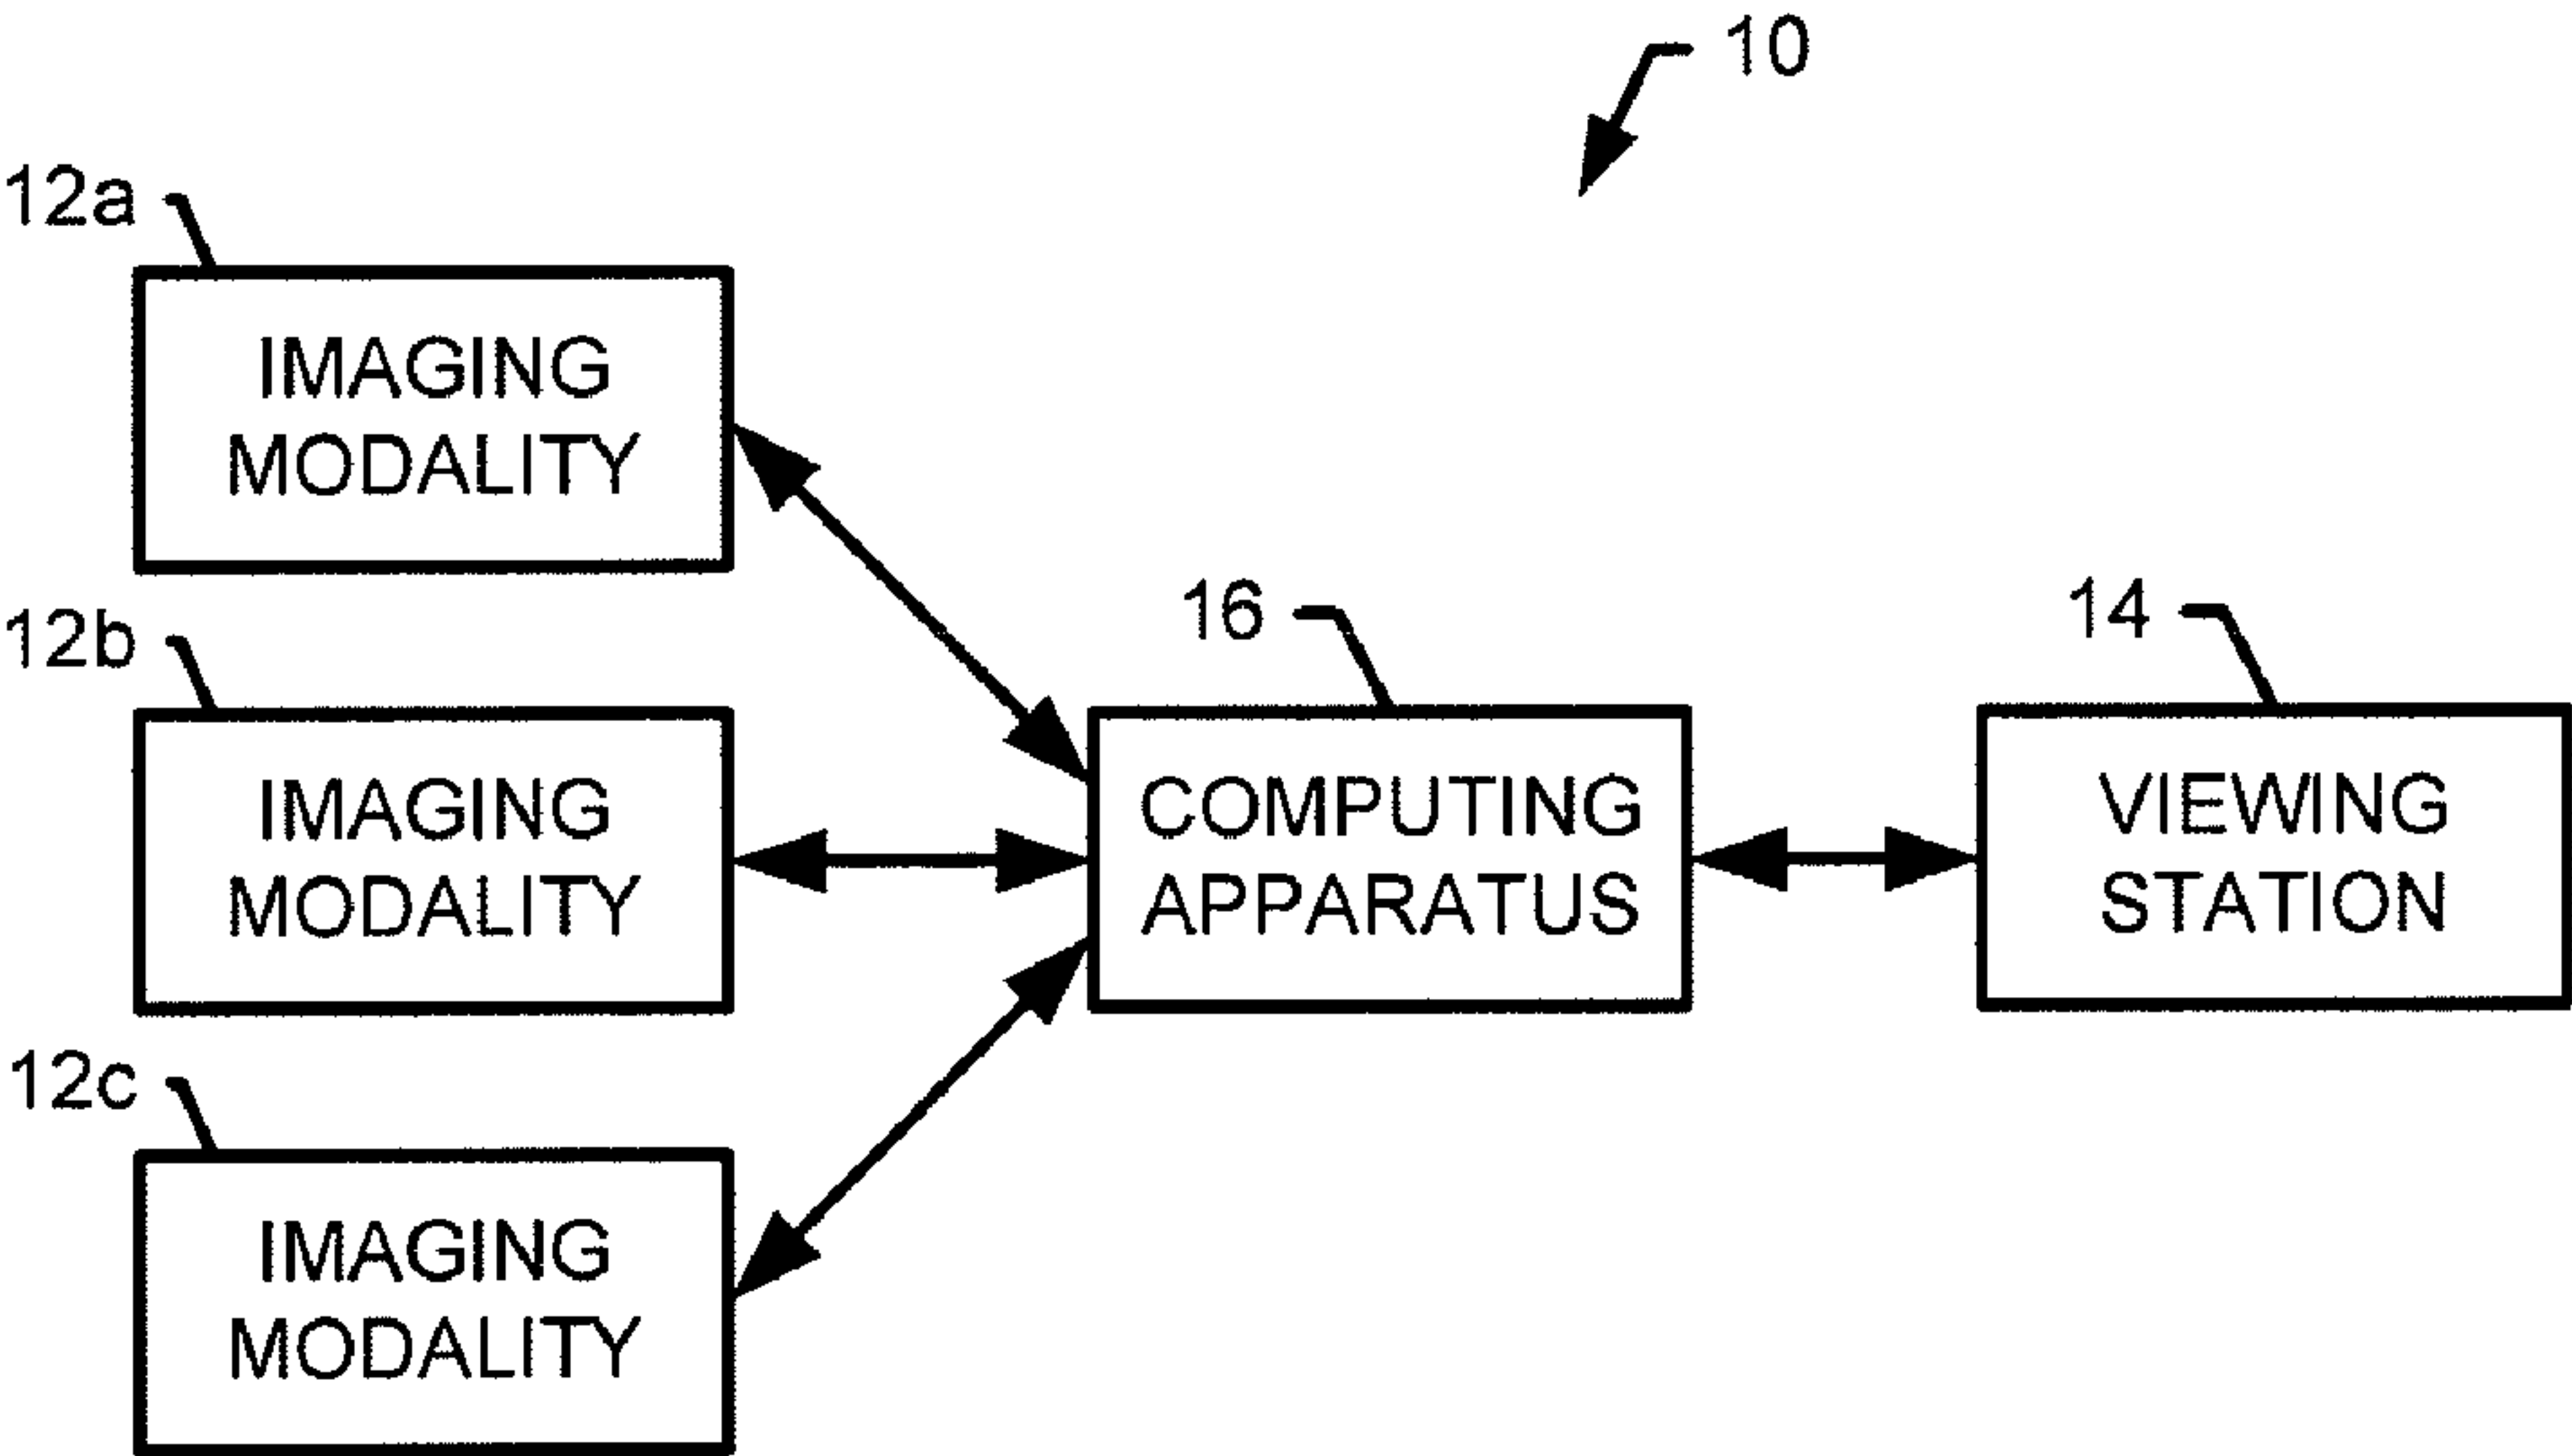 10
12a
IMAGING
MODALITY
12b
IMAGING
MODALITY
16
COMPUTING
APPARATUS
14
VIEWING
STATION
12c
IMAGING
MODALITY